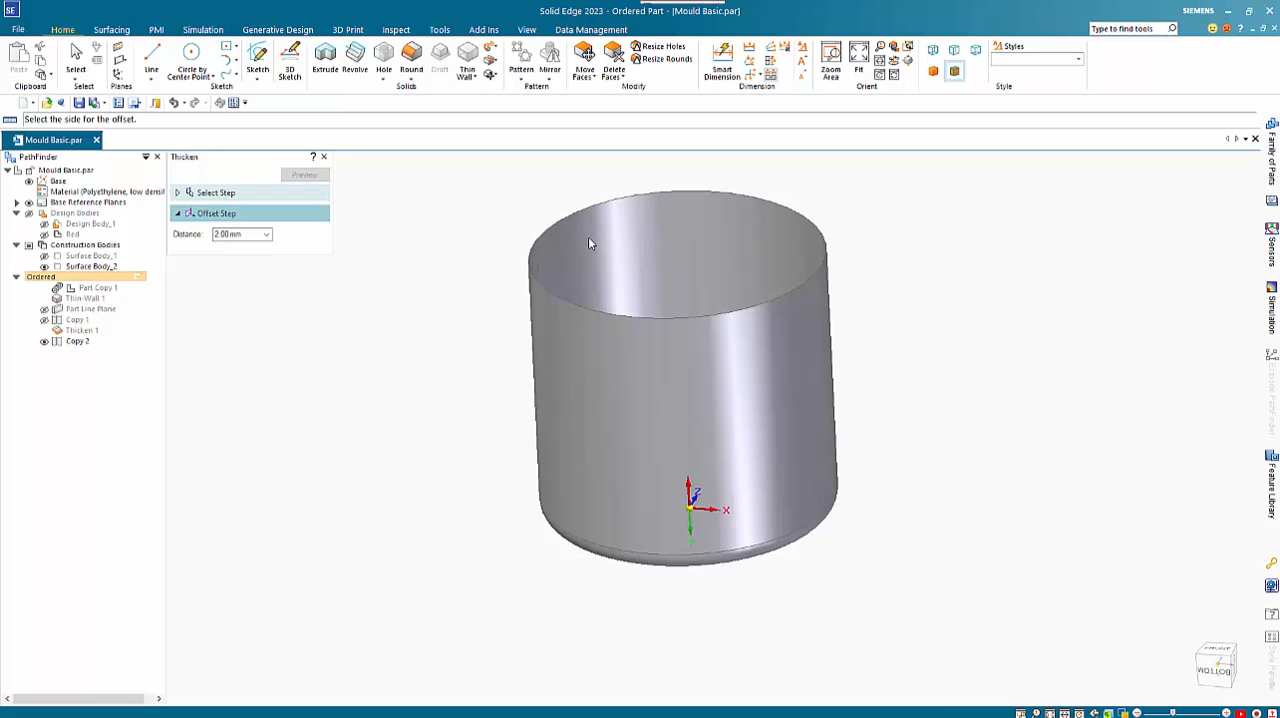 SE
Solid Edge 2023 - Ordered Part - [Mould Basic.par]
SIEMENS
File Home Surfacing PMI Simulation Generative Design 3D Print Inspect Tools Add Ins View Data Management
Type to find tools
Paste
Clipboard
Select
Select
Planes
Line
Circle by Center Point
Sketch
Sketch
3D Sketch
Extrude
Revolve
Hole
Round
Draft
Thin Wall
Solids
Pattern
Mirror
Pattern
Move Faces
Delete Faces
Resize Holes
Resize Rounds
Modify
Smart Dimension
Dimension
Zoom Area
Fit
Orient
Styles
Style
Select the side for the offset.
Mould Basic.par
PathFinder
Mould Basic.par
Base
Material (Polyethylene, low densi
Base Reference Planes
Design Bodies
Design Body_1
Red
Construction Bodies
Surface Body_1
Surface Body_2
Ordered
Part Copy 1
Thin-Wall 1
Part Line Plane
Copy 1
Thicken 1
Copy 2
Thicken
?
Preview
Select Step
Offset Step
Distance: 2.00 mm
X
Z
BOTTOM
Family of Parts
Sensors
Simulation
Explode PathFinder
Feature Library
Style Palette